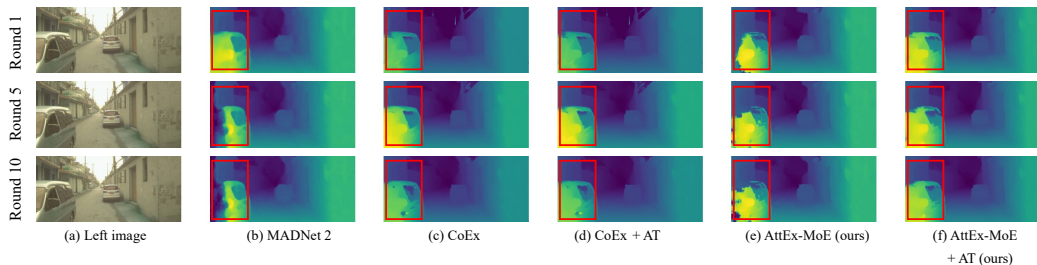 Round 1
Round 5
Round 10
(a) Left image
(b) MADNet 2
(c) CoEx
(d) CoEx + AT
(e) AttEx-MoE (ours)
(f) AttEx-MoE
+ AT (ours)